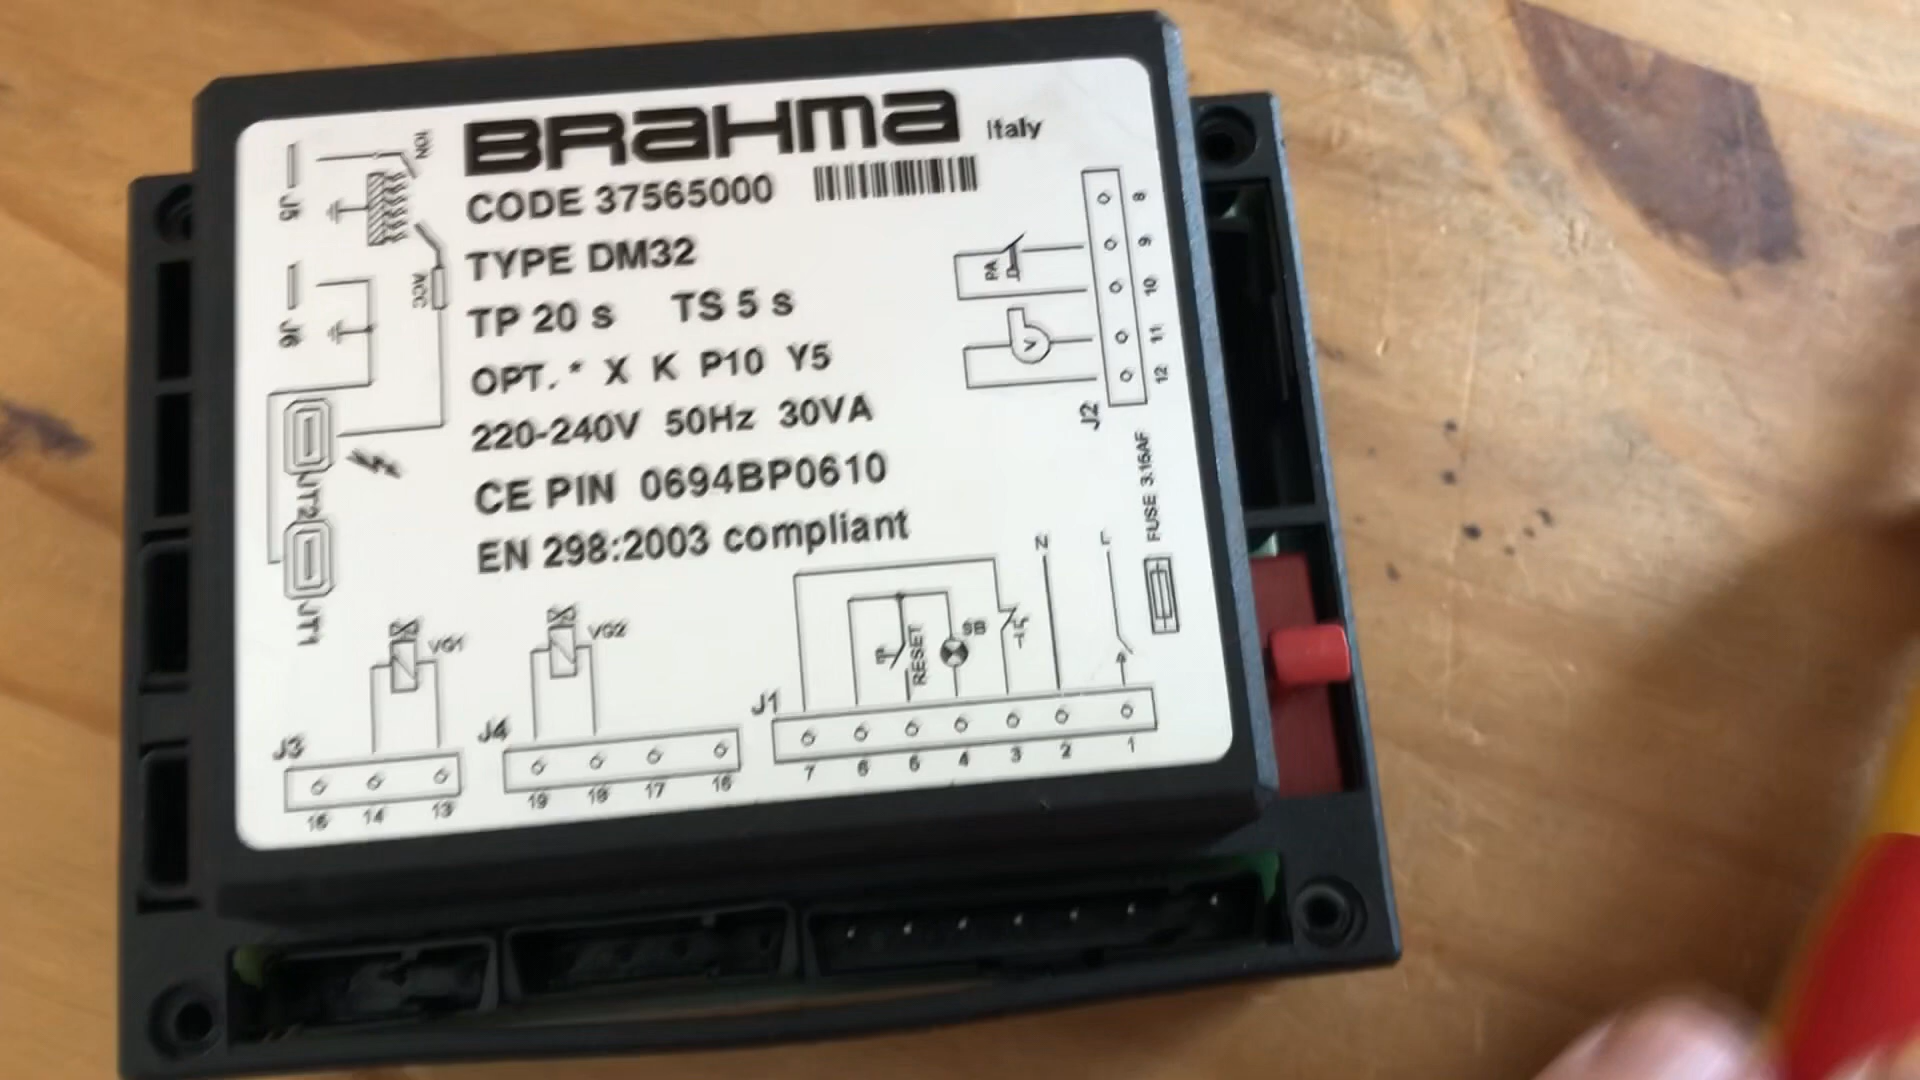 BRAHMA Italy
CODE 37565000
TYPE DM32
TP 20 s TS 5 s
OPT. * X K P10 Y5
220-240V 50Hz 30VA
CE PIN 0694BP0610
EN 298:2003 compliant
ION
J5
ACC
J6
JT2
JT1
8
9
PA
10
V
11
12
J2
FUSE 3.15AF
VG1
J3
15 14 13
VG2
J4
19 18 17 16
N
L
RESET
SB
J1
7 6 5 4 3 2 1